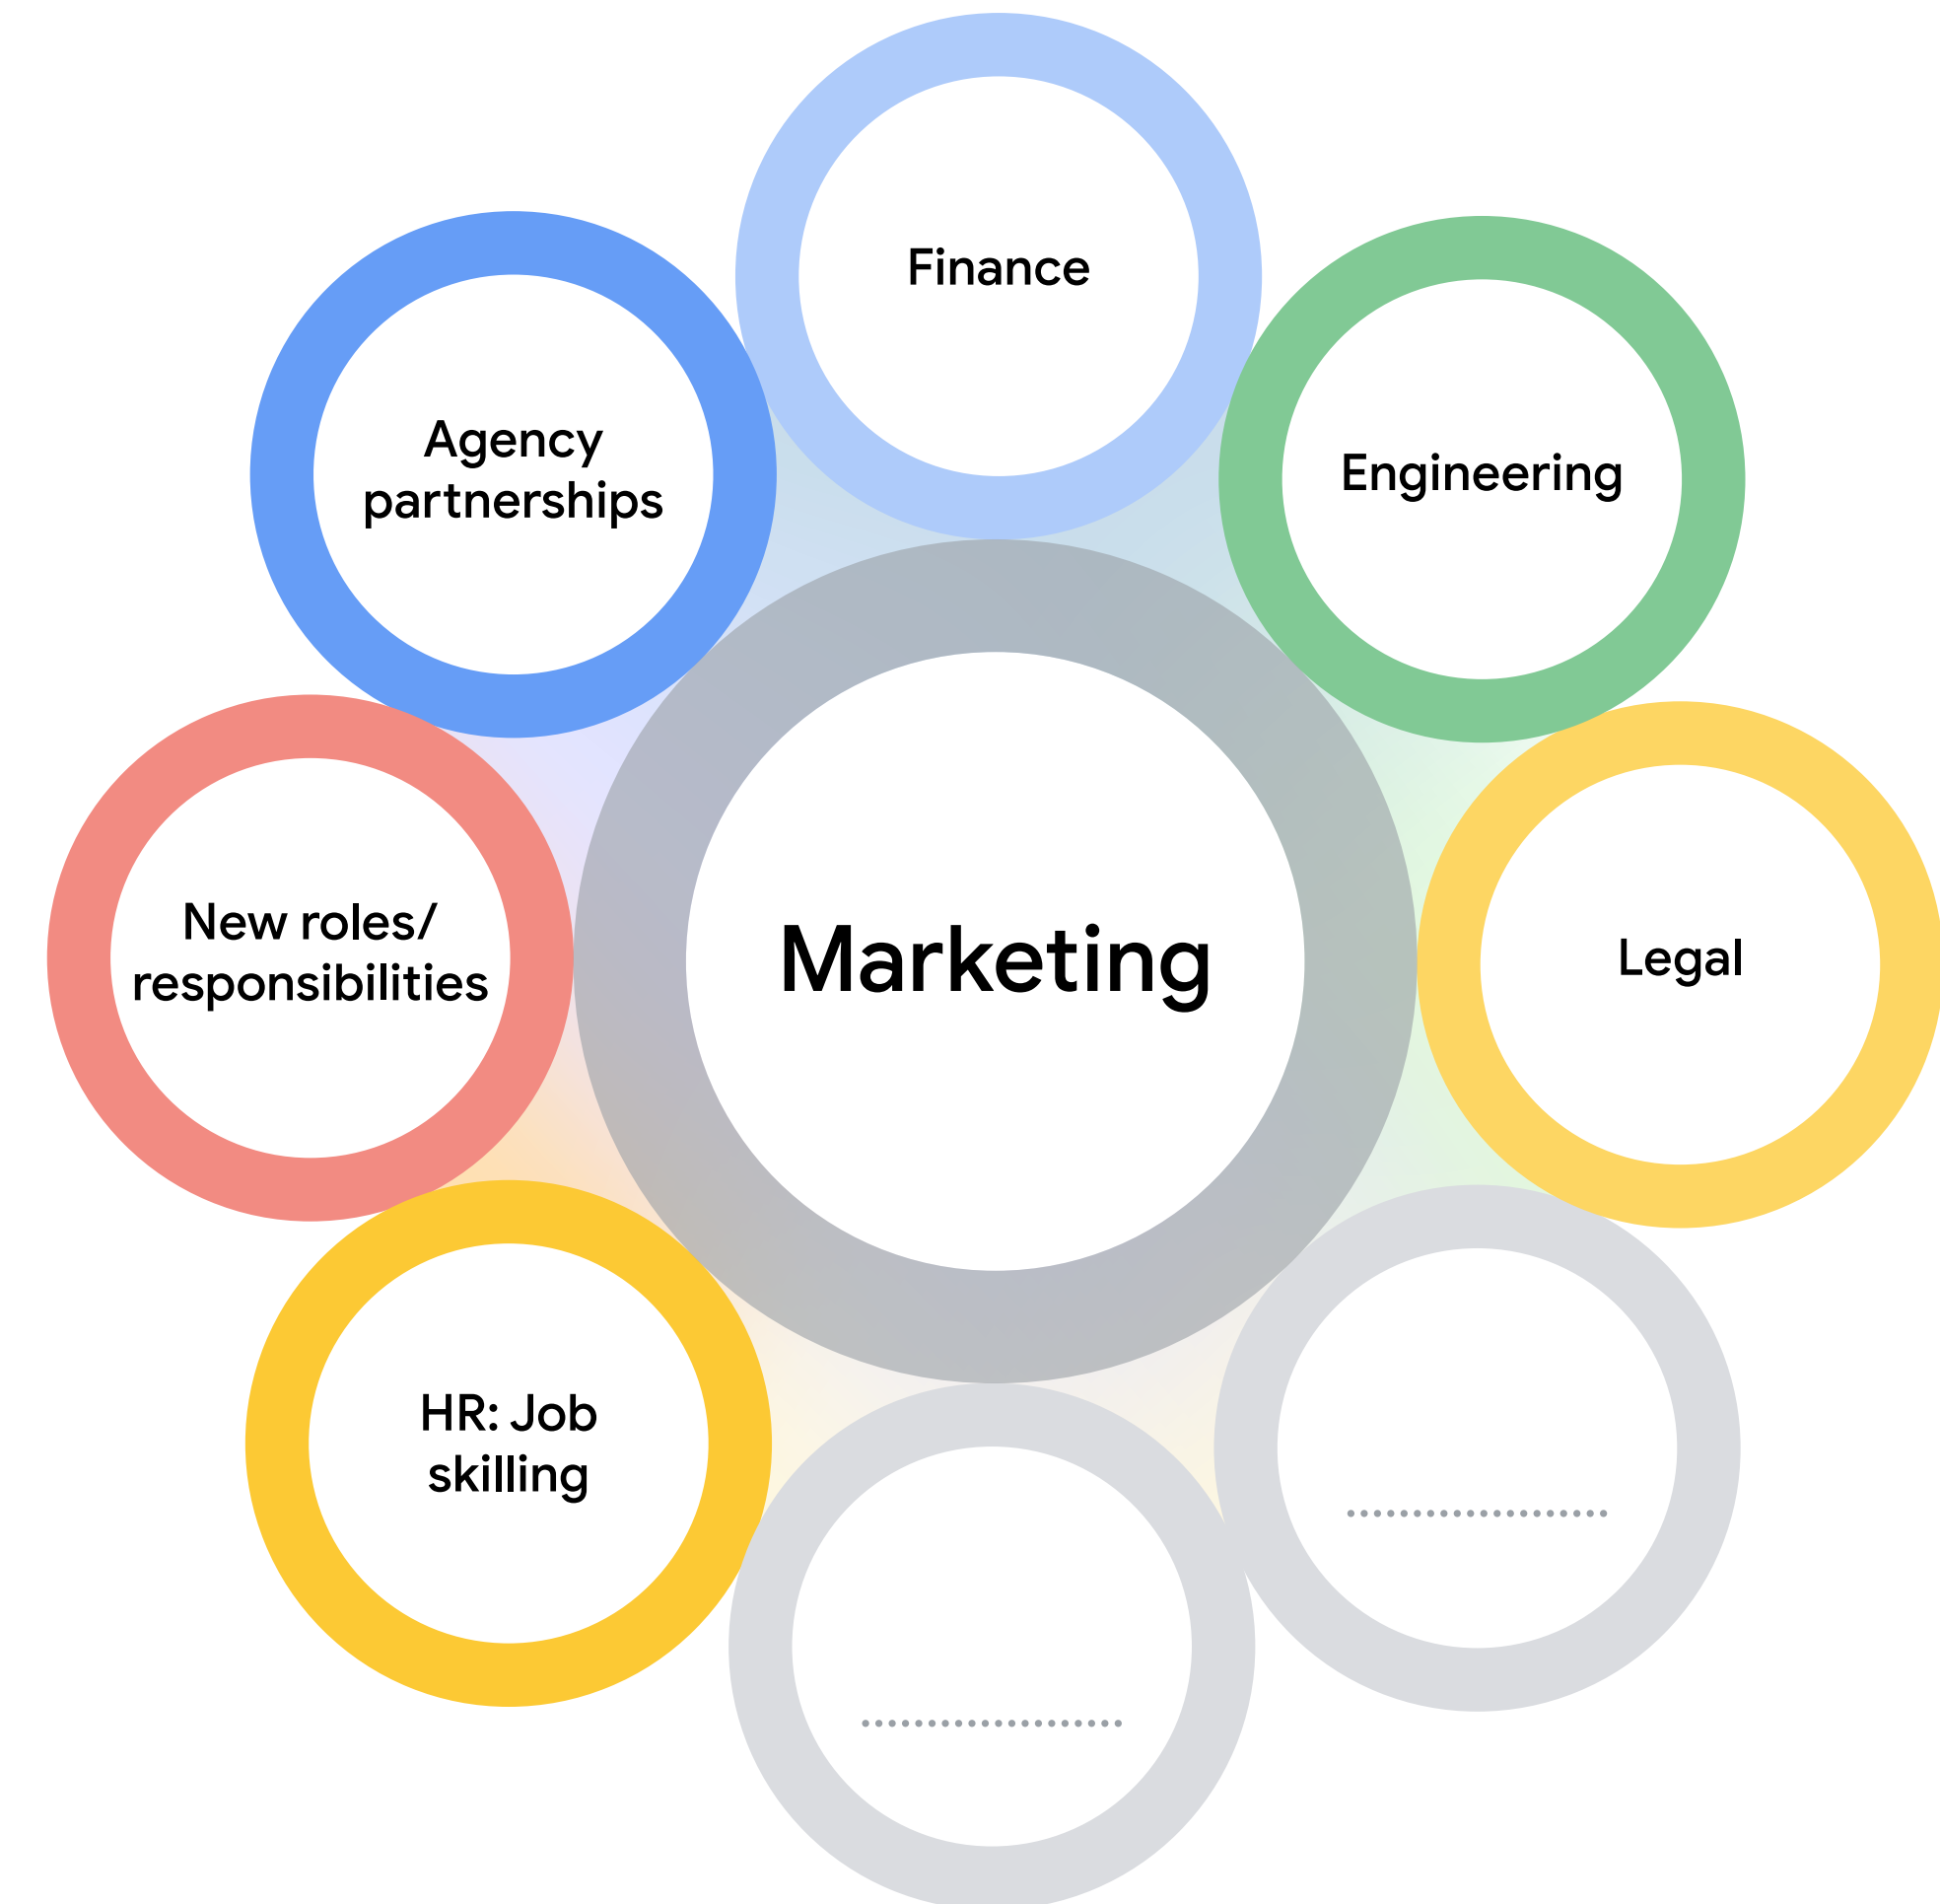 Finance
Agency
partnerships
Engineering
New roles/
responsibilities
Marketing
Legal
HR: Job
skilling